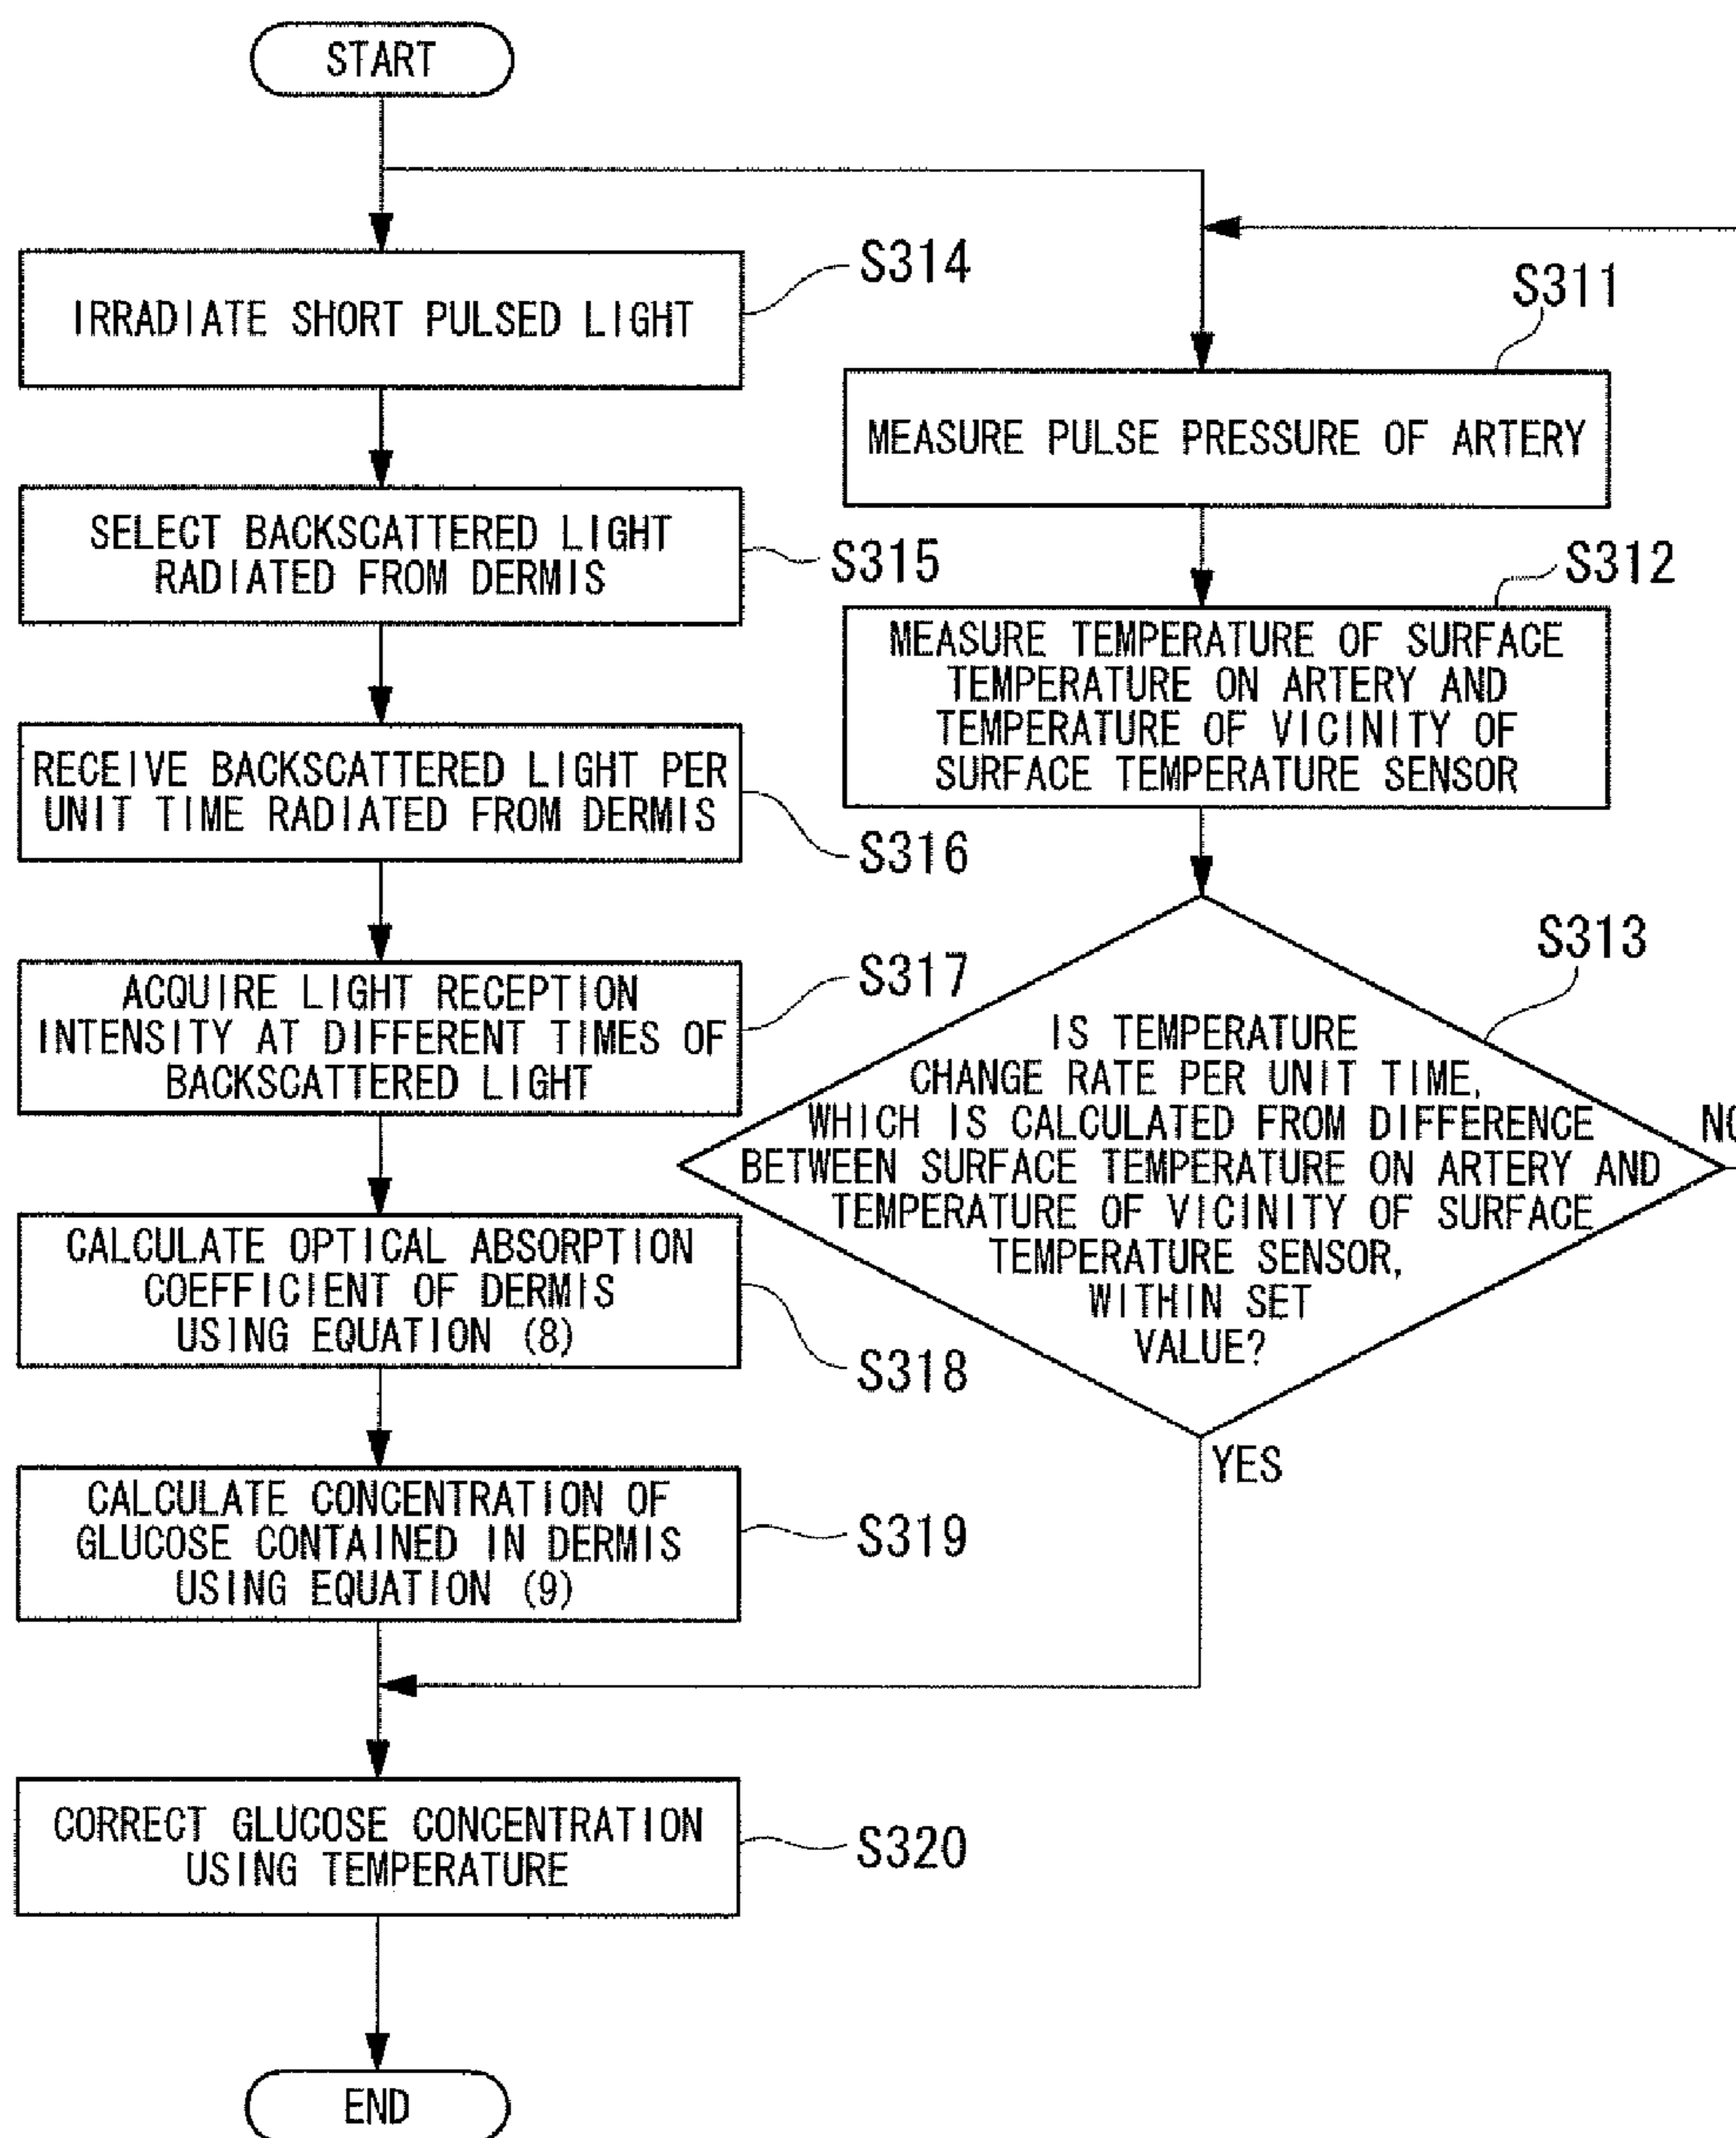 START
S314
IRRADIATE SHORT PULSED LIGHT
S315
SELECT BACKSCATTERED LIGHT
RADIATED FROM DERMIS
RECEIVE BACKSCATTERED LIGHT PER
UNIT TIME RADIATED FROM DERMIS
S316
ACQUIRE LIGHT RECEPTION
INTENSITY AT DIFFERENT TIMES OF
BACKSCATTERED LIGHT
S317
CALCULATE OPTICAL ABSORPTION
COEFFICIENT OF DERMIS
USING EQUATION (8)
S318
CALCULATE CONCENTRATION OF
GLUCOSE CONTAINED IN DERMIS
USING EQUATION (9)
S319
S311
MEASURE PULSE PRESSURE OF ARTERY
S312
MEASURE TEMPERATURE OF SURFACE
TEMPERATURE ON ARTERY AND
TEMPERATURE OF VICINITY OF
SURFACE TEMPERATURE SENSOR
S313
IS TEMPERATURE
CHANGE RATE PER UNIT TIME,
WHICH IS CALCULATED FROM DIFFERENCE
BETWEEN SURFACE TEMPERATURE ON ARTERY AND
TEMPERATURE OF VICINITY OF SURFACE
TEMPERATURE SENSOR,
WITHIN SET
VALUE?
NO
YES
CORRECT GLUCOSE CONCENTRATION
USING TEMPERATURE
S320
END